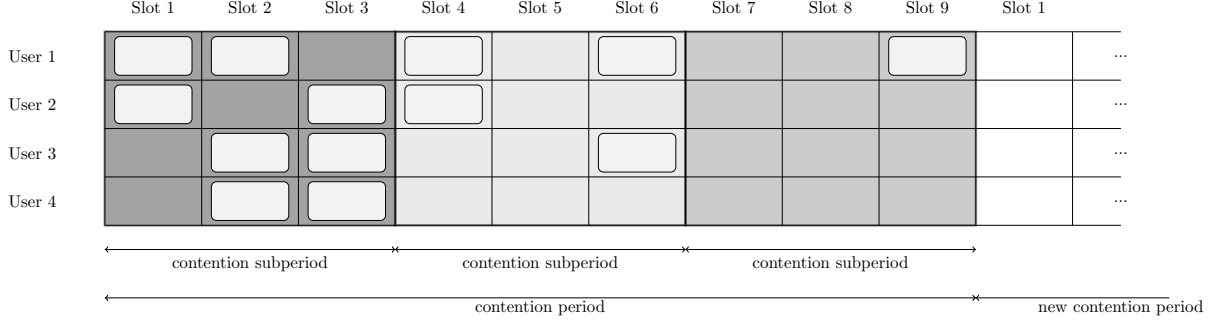 Slot 1 Slot 2 Slot 3 Slot 4 Slot 5 Slot 6 Slot 7 Slot 8 Slot 9 Slot 1
User 1 ...
User 2 ...
User 3 ...
User 4 ...
contention subperiod contention subperiod contention subperiod
contention period new contention period